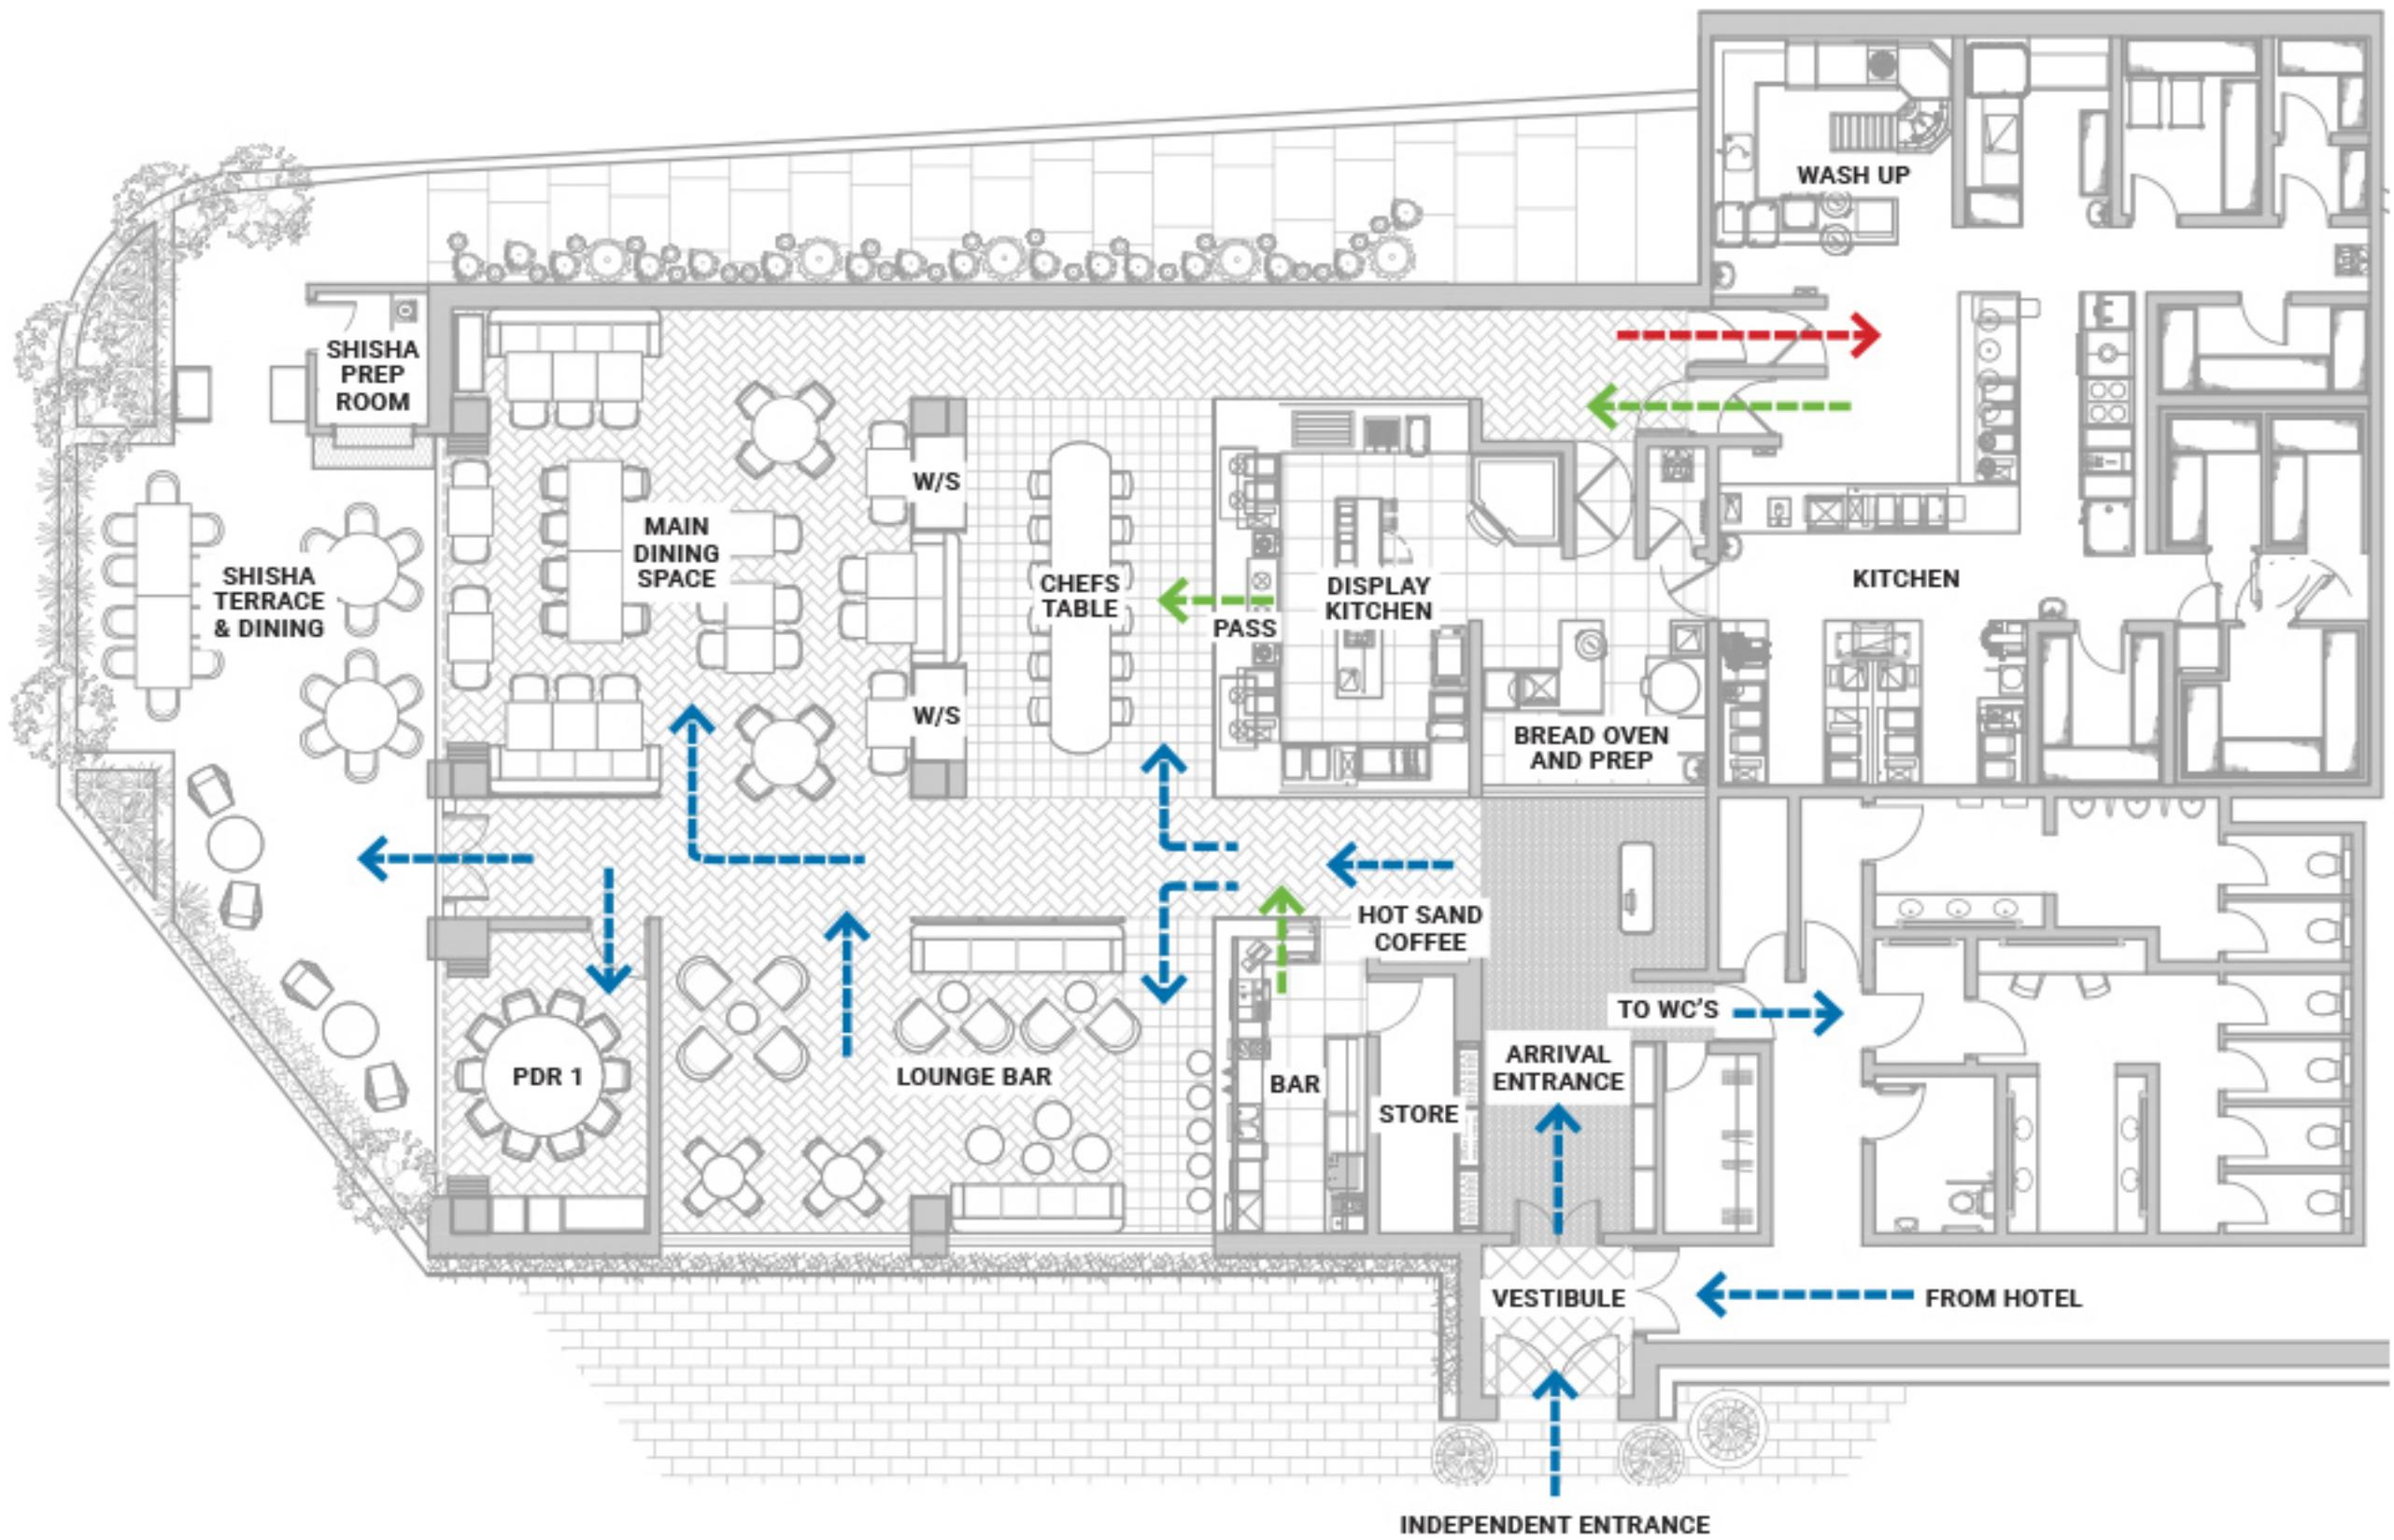 WASH UP
SHISHA
PREP
ROOM
W/S
MAIN
DINING
SPACE
SHISHA
TERRACE
& DINING
CHEFS
TABLE
PASS
DISPLAY
KITCHEN
KITCHEN
W/S
BREAD OVEN
AND PREP
HOT SAND
COFFEE
TO WC'S
PDR 1
LOUNGE BAR
BAR
STORE
ARRIVAL
ENTRANCE
VESTIBULE
FROM HOTEL
INDEPENDENT ENTRANCE